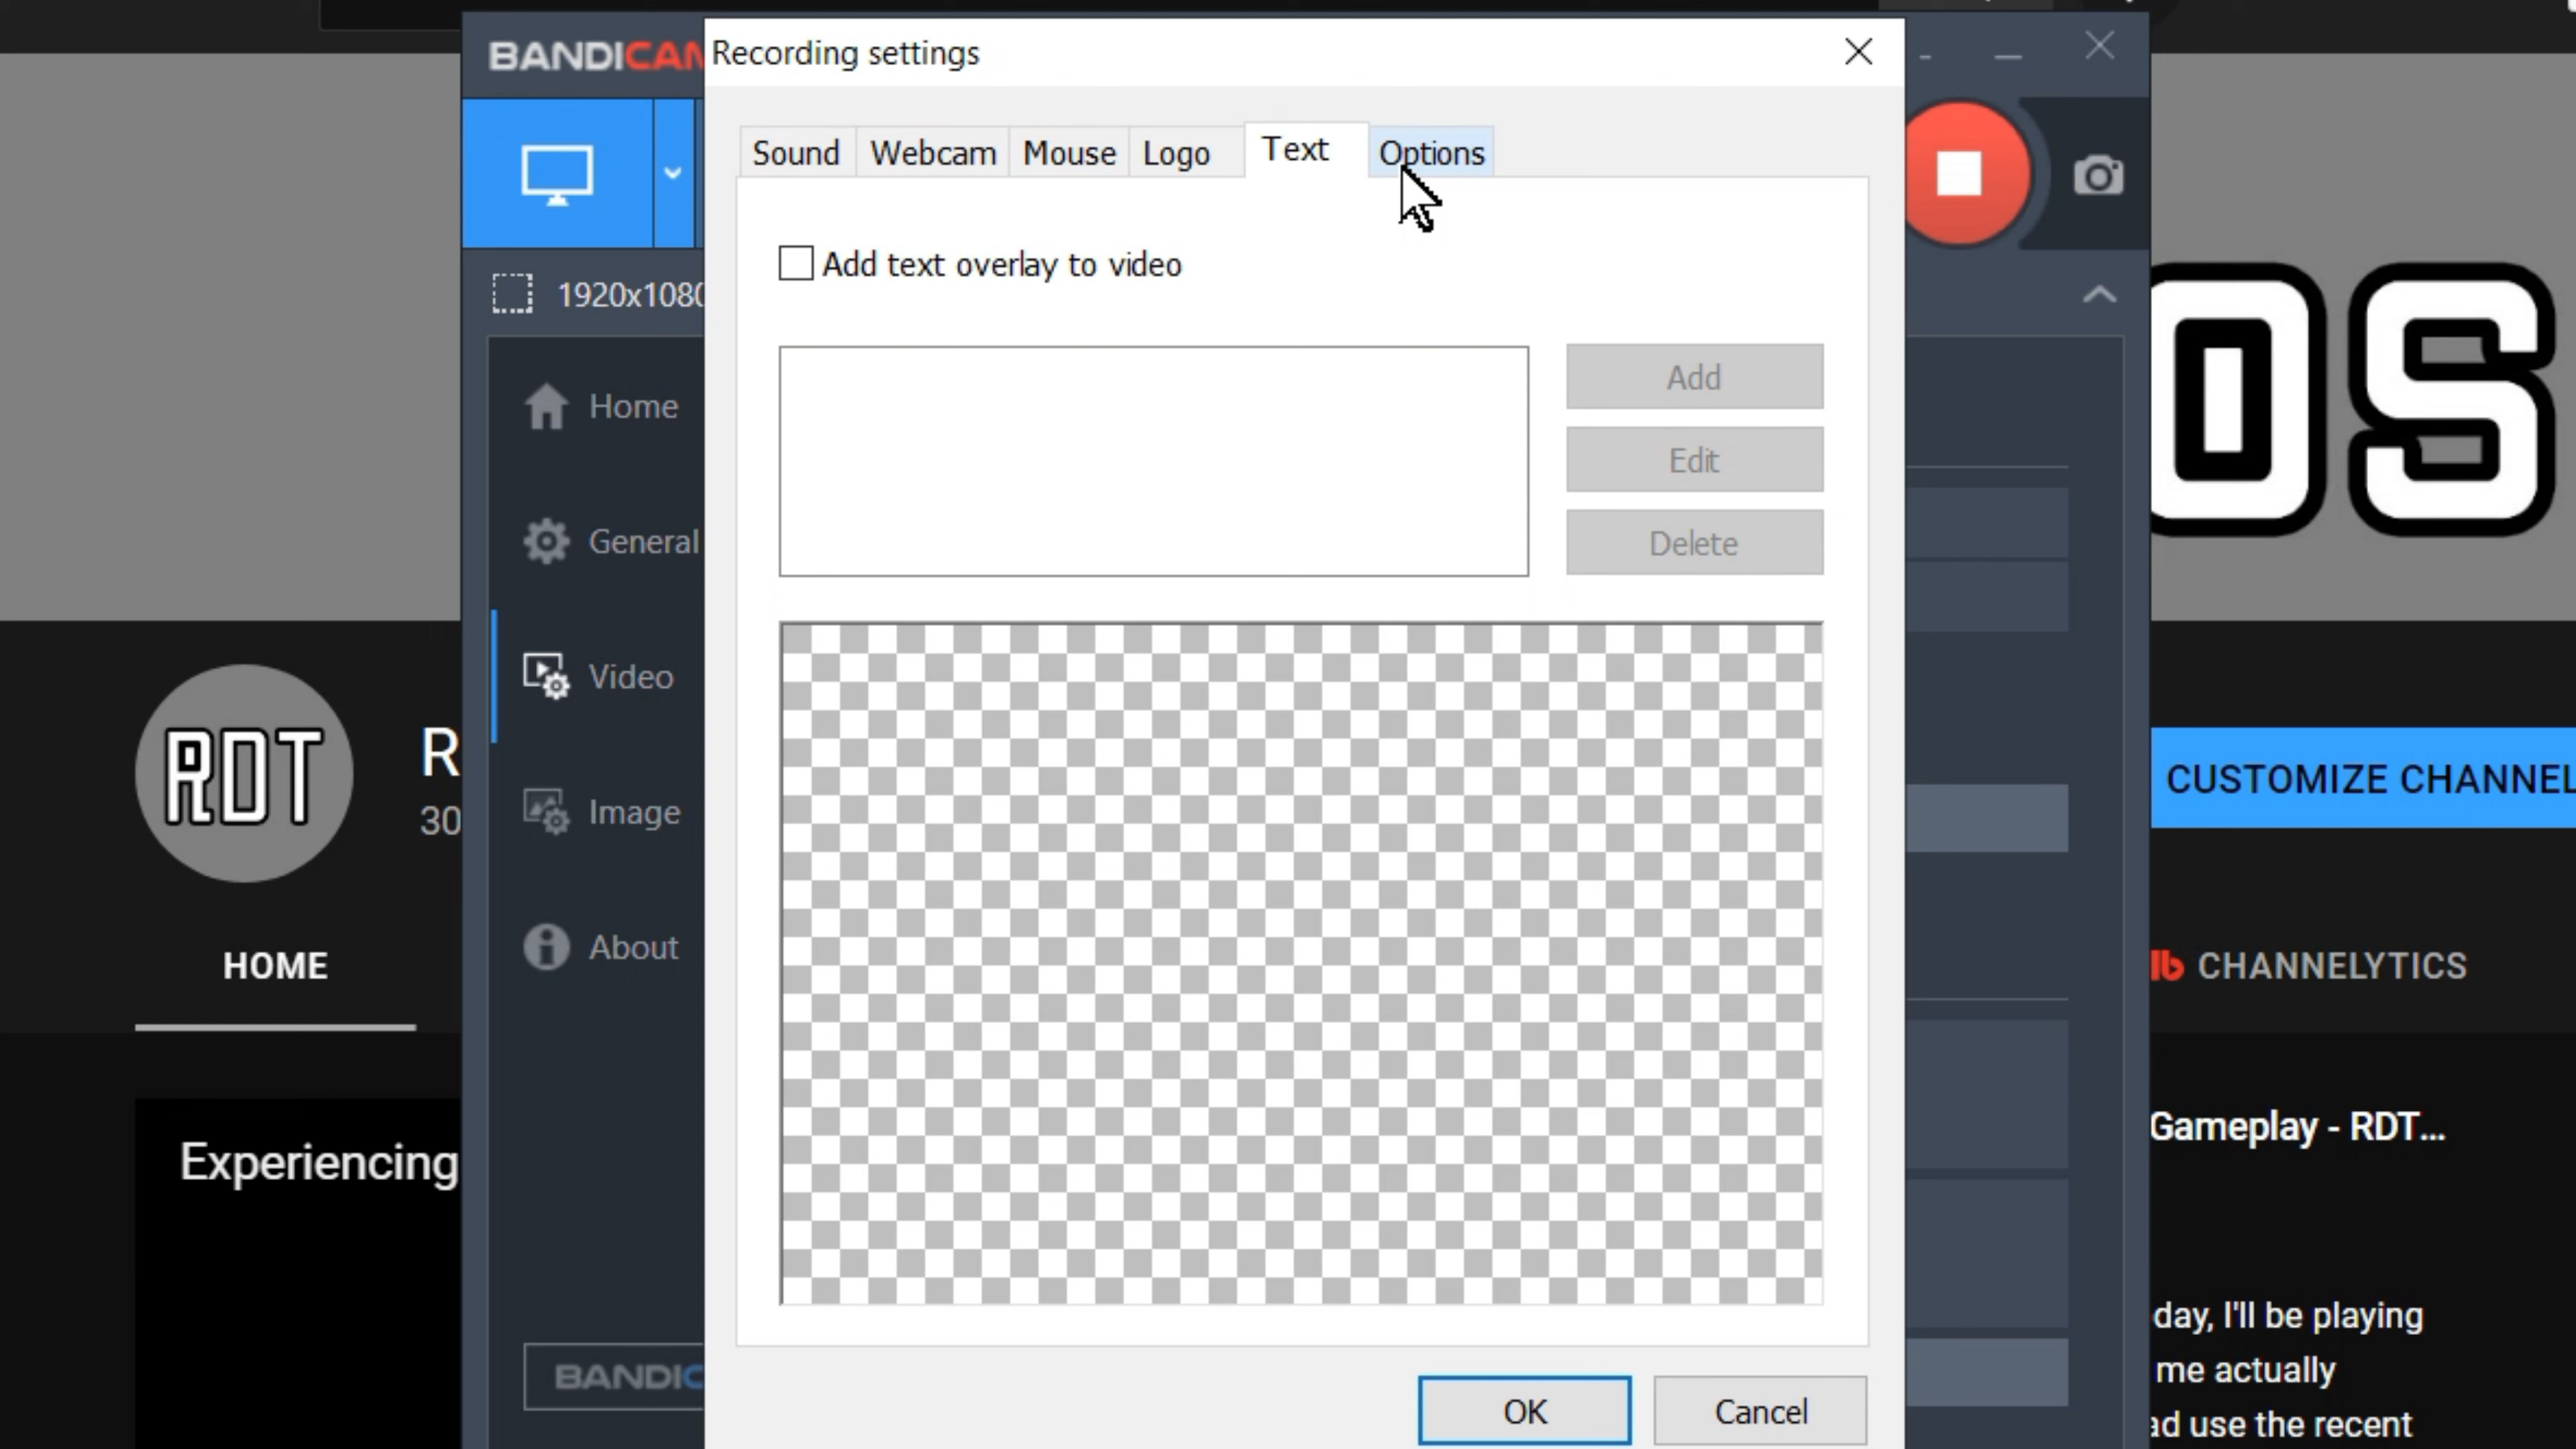 BANDICAM
Recording settings
Sound Webcam Mouse Logo Text Options
Add text overlay to video
1920x1080
Add
Edit
Delete
Home
General
Video
Image
About
BANDIC
OK Cancel
OS
RDT
R
30
CUSTOMIZE CHANNEL
HOME
CHANNELYTICS
Experiencing
Gameplay - RDT...
day, I'll be playing
me actually
ad use the recent